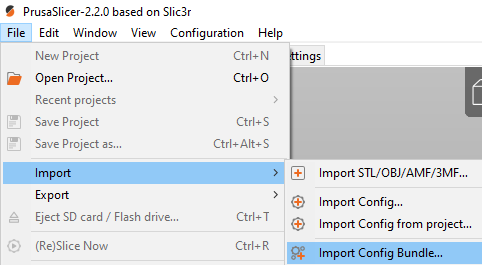 PrusaSlicer-2.2.0 based on Slic3r
File Edit Window View Configuration Help
New Project Ctrl+N
ttings
Open Project... Ctrl+O
Recent projects
Save Project Ctrl+S
Save Project as... Ctrl+Alt+S
Import
Import STL/OBJ/AMF/3MF...
Export
Import Config...
Eject SD card / Flash drive... Ctrl+T
Import Config from project...
(Re)Slice Now Ctrl+R
Import Config Bundle...